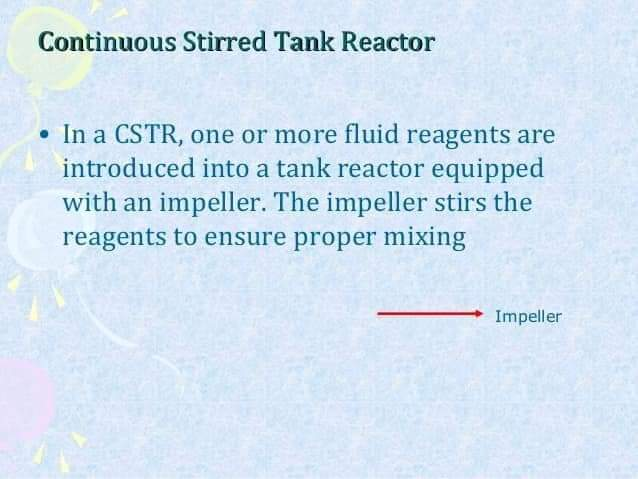 Continuous Stirred Tank Reactor
• In a CSTR, one or more fluid reagents are
introduced into a tank reactor equipped
with an impeller. The impeller stirs the
reagents to ensure proper mixing
Impeller